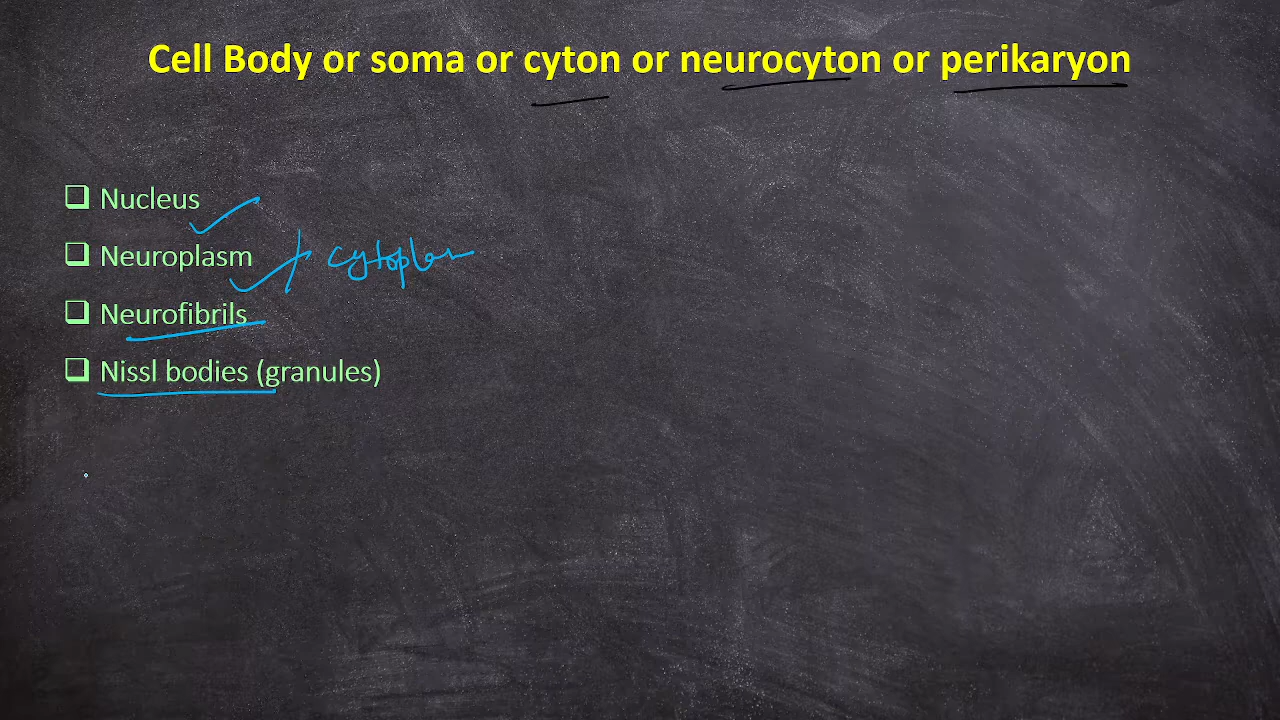 Cell Body or soma or cyton or neurocyton or perikaryon
Nucleus
Neuroplasm
Neurofibrils
Nissl bodies (granules)